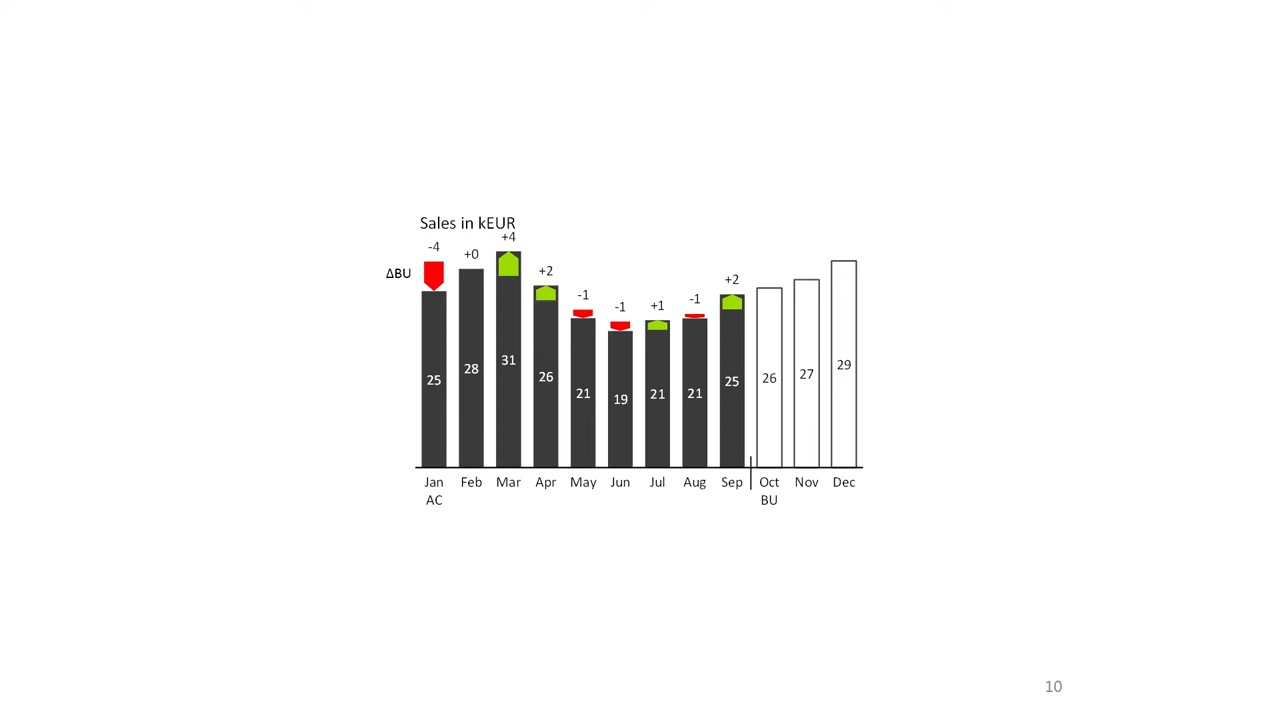 Sales in kEUR
-4 +0 +4 +2 -1 -1 +1 -1 +2
ΔBU
25 28 31 26 21 19 21 21 25 26 27 29
Jan Feb Mar Apr May Jun Jul Aug Sep Oct Nov Dec
AC BU
10